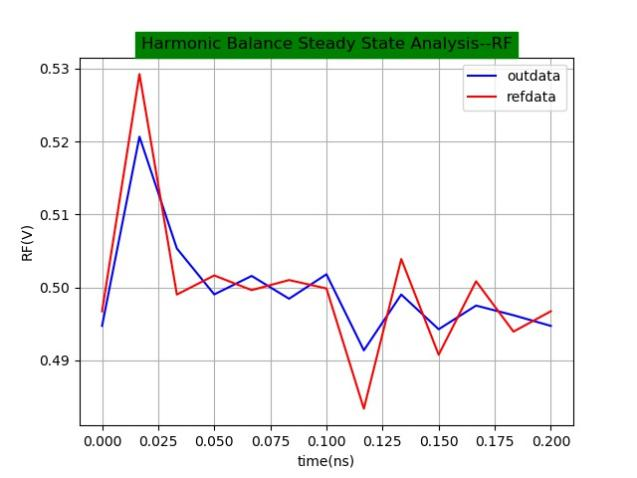 Harmonic Balance Steady State Analysis--RF
outdata
refdata
0.53
0.52
0.51
0.50
0.49
RF(V)
0.000 0.025 0.050 0.075 0.100 0.125 0.150 0.175 0.200
time(ns)